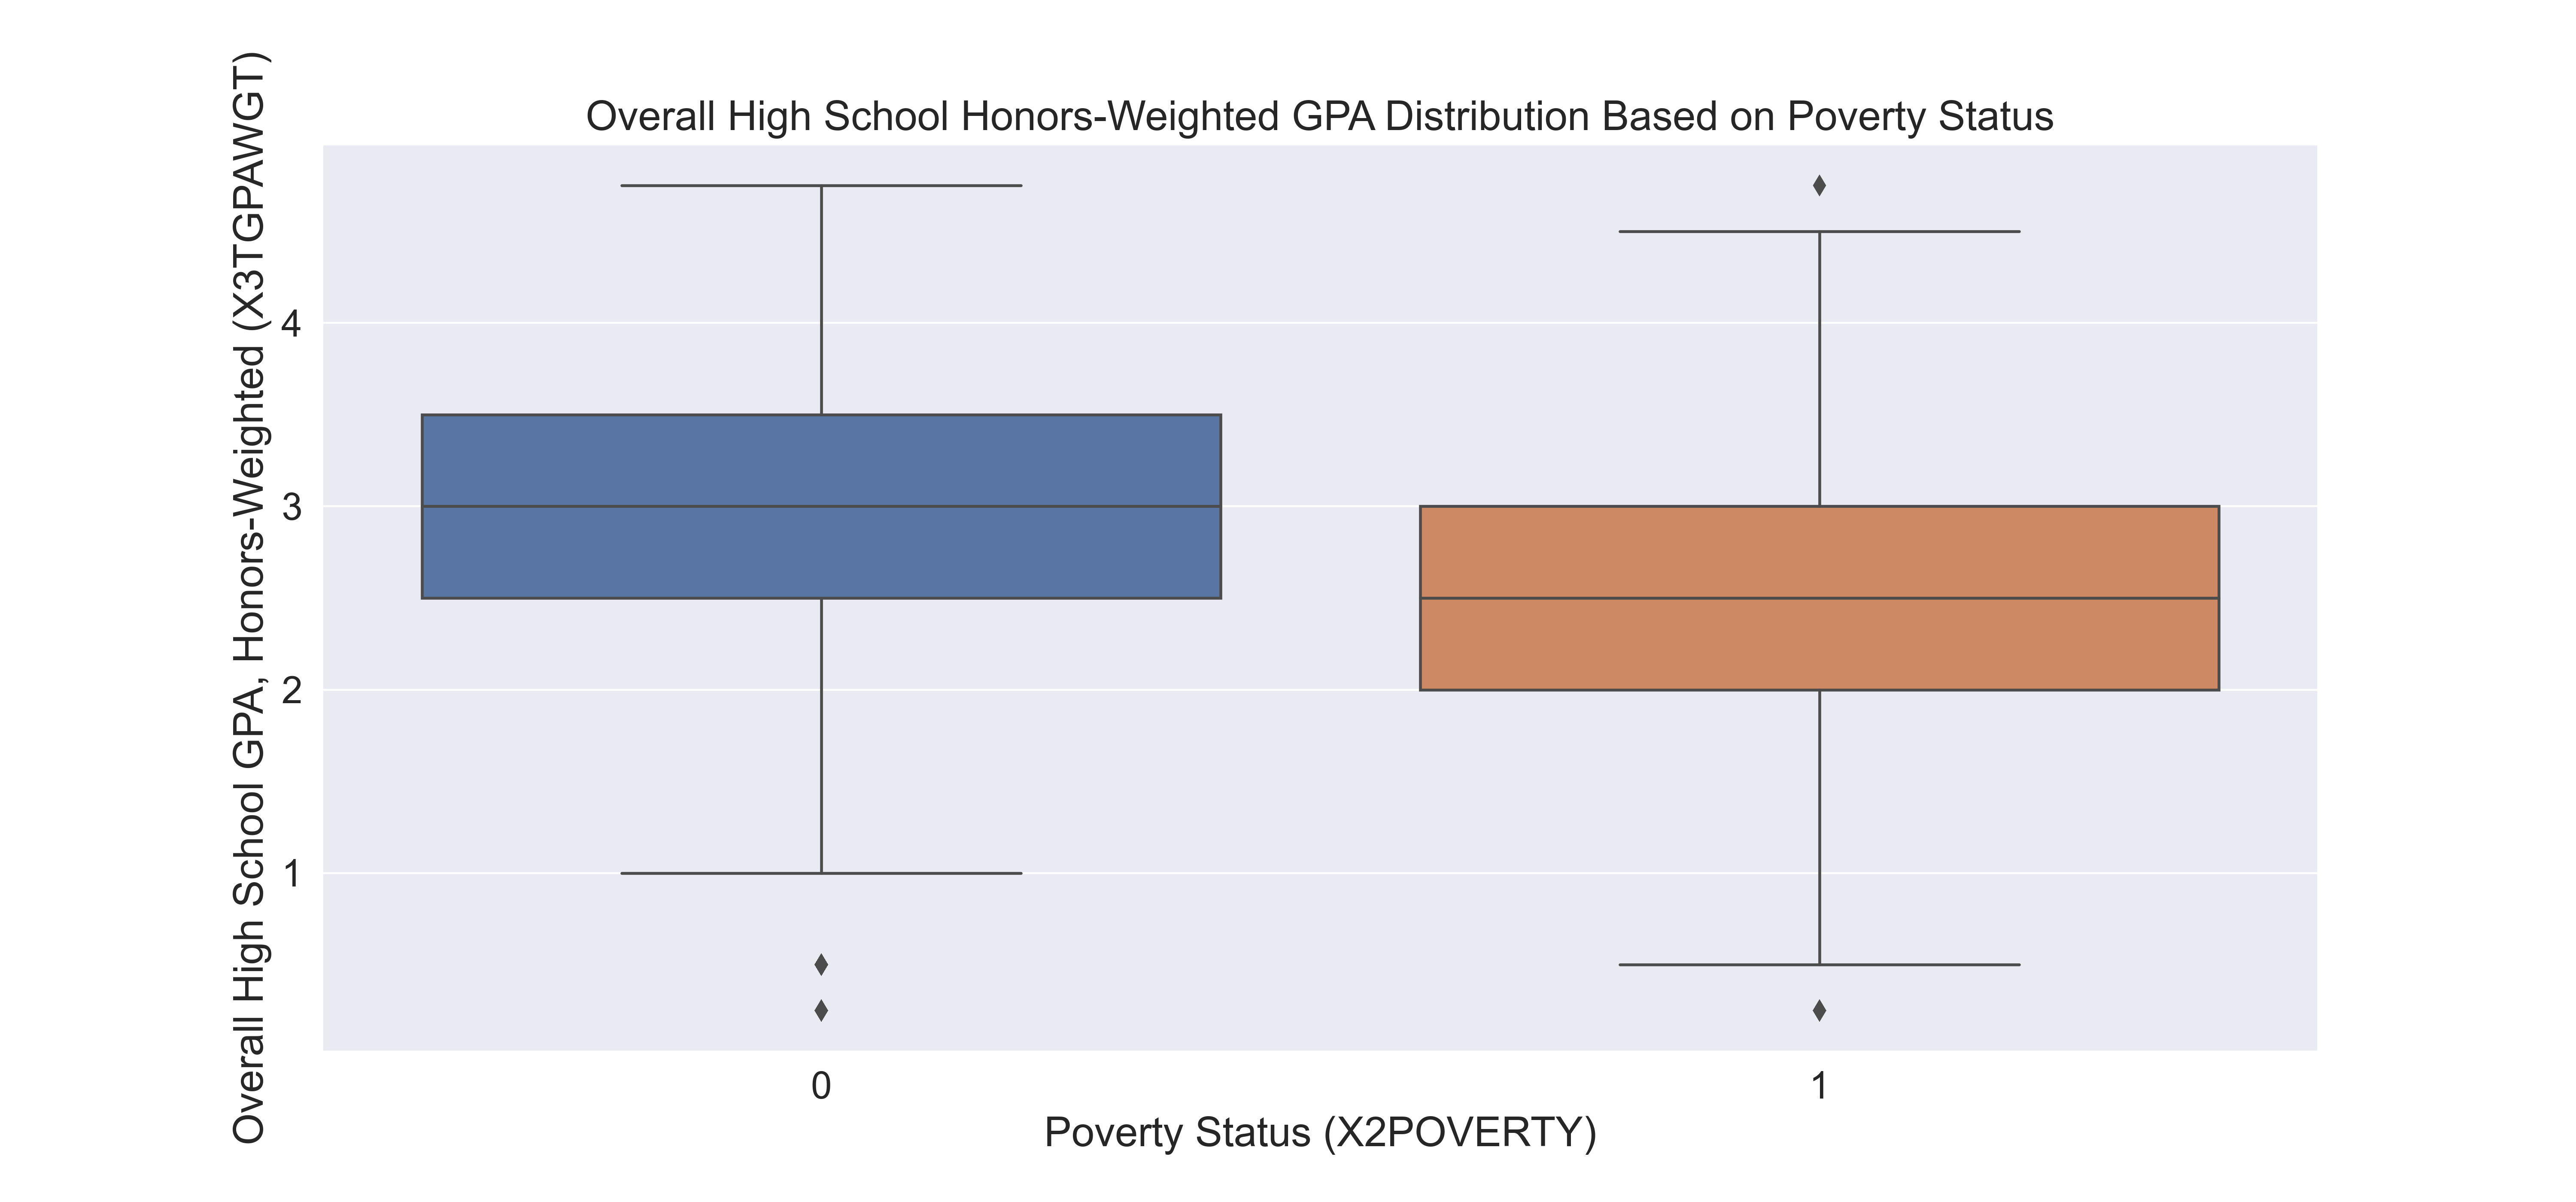 Overall High School Honors-Weighted GPA Distribution Based on Poverty Status
Overall High School GPA, Honors-Weighted (X3TGPAWGT)
4
3
2
1
0
1
Poverty Status (X2POVERTY)